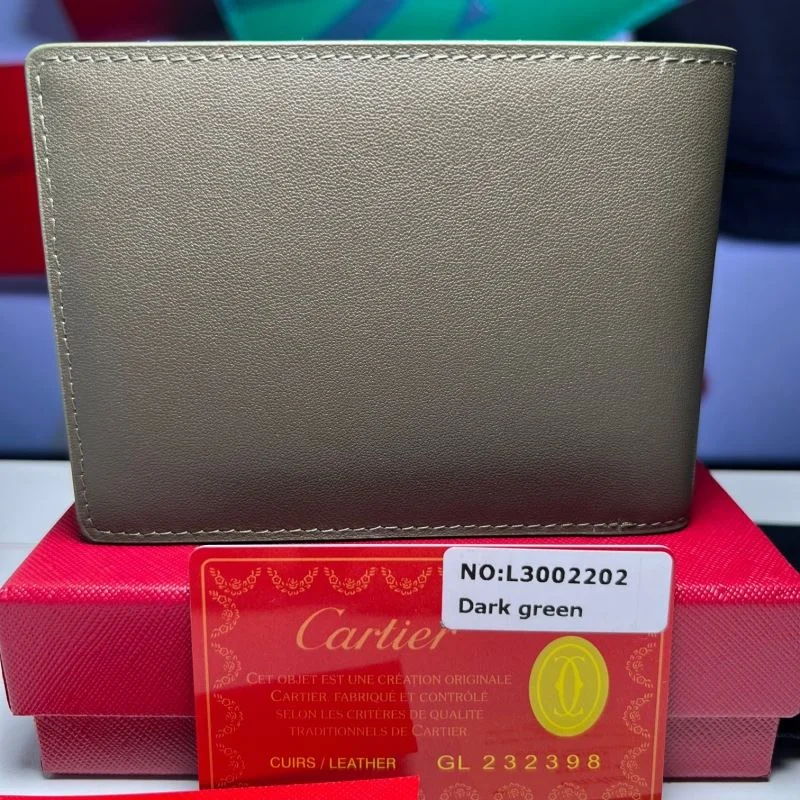 NO:L3002202
Dark green
Cartier
CET OBJET EST UNE CRÉATION ORIGINALE
CARTIER FABRIQUÉ ET CONTRÔLÉ
SELON LES CRITÈRES DE QUALITE
TRADITIONNELS DE CARTIER
CUIRS / LEATHER GL 232398